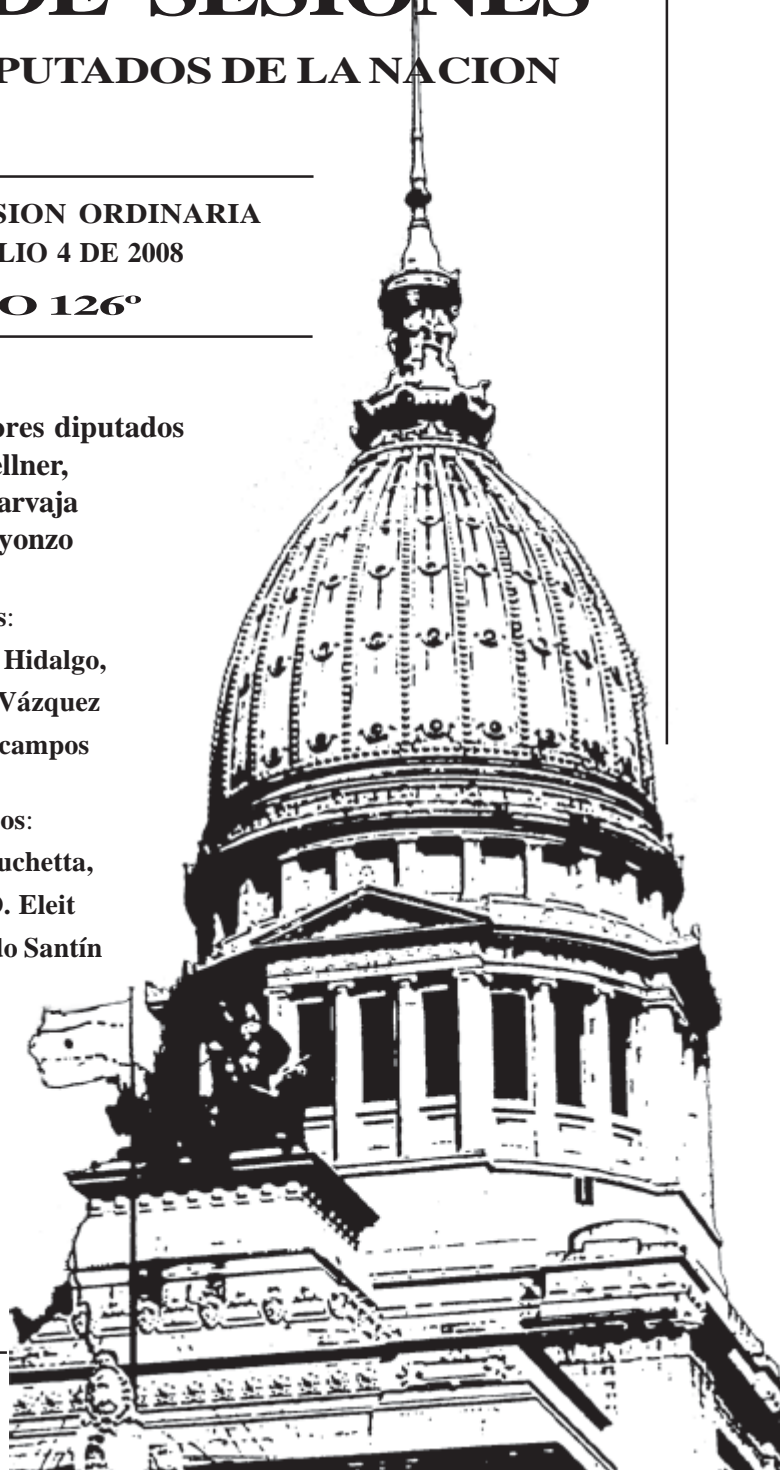 DE SESIONES
PUTADOS DE LA NACION
SION ORDINARIA
LIO 4 DE 2008
O 126º
ores diputados
ellner,
arvaja
yonzo
s:
Hidalgo,
Vázquez
campos
os:
uchetta,
O. Eleit
do Santín